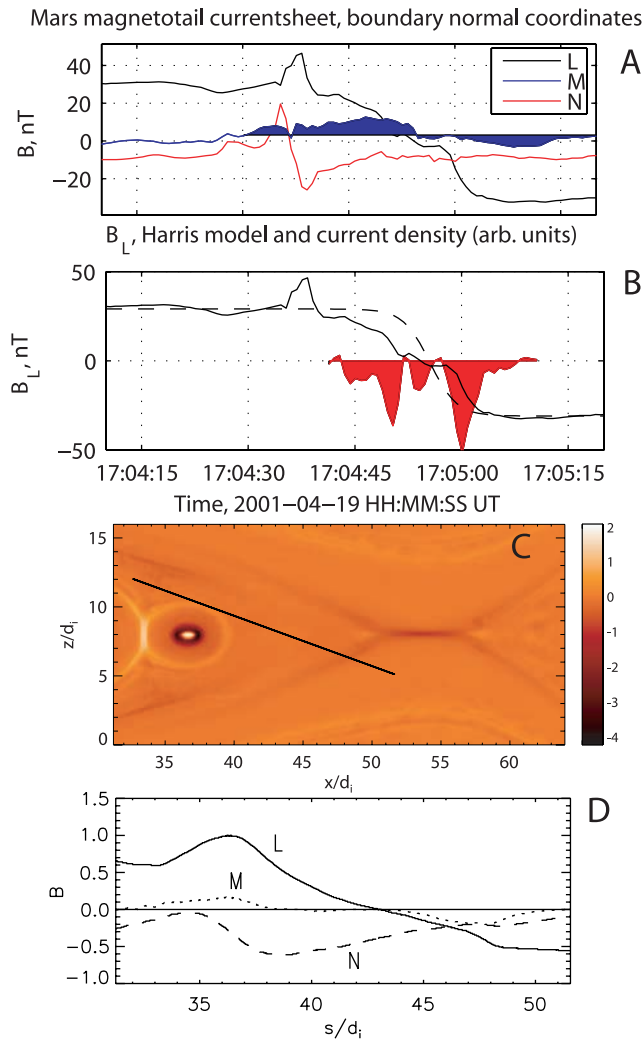 Mars magnetotail currentsheet, boundary normal coordinates
A
L
M
N
B, nT
40
20
0
−20
B_L, Harris model and current density (arb. units)
B
B_L, nT
50
0
−50
17:04:15 17:04:30 17:04:45 17:05:00 17:05:15
Time, 2001−04−19 HH:MM:SS UT
C
z/d_i
15
10
5
0
35 40 45 50 55 60
x/d_i
2
1
0
-1
-2
-3
-4
D
B
1.5
1.0
0.5
0.0
−0.5
−1.0
L
M
N
35 40 45 50
s/d_i